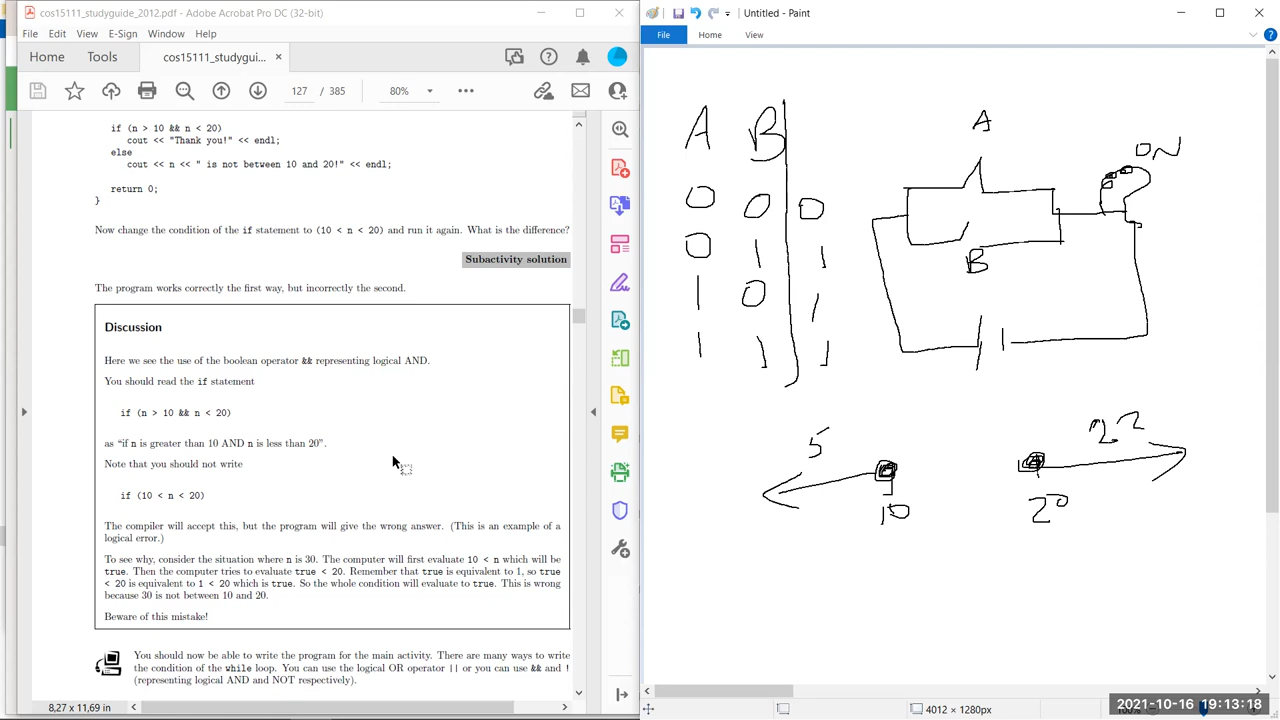 cos15111_studyguide_2012.pdf - Adobe Acrobat Pro DC (32-bit)
File Edit View E-Sign Window Help
Home Tools cos15111_studygui... ×
127 / 385 80%
if (n > 10 && n < 20)
cout << "Thank you!" << endl;
else
cout << n << " is not between 10 and 20!" << endl;
return 0;
}
Now change the condition of the if statement to (10 < n < 20) and run it again. What is the difference?
Subactivity solution
The program works correctly the first way, but incorrectly the second.
Discussion
Here we see the use of the boolean operator && representing logical AND.
You should read the if statement
if (n > 10 && n < 20)
as “if n is greater than 10 AND n is less than 20”.
Note that you should not write
if (10 < n < 20)
The compiler will accept this, but the program will give the wrong answer. (This is an example of a
logical error.)
To see why, consider the situation where n is 30. The computer will first evaluate 10 < n which will be
true. Then the computer tries to evaluate true < 20. Remember that true is equivalent to 1, so true
< 20 is equivalent to 1 < 20 which is true. So the whole condition will evaluate to true. This is wrong
because 30 is not between 10 and 20.
Beware of this mistake!
You should now be able to write the program for the main activity. There are many ways to write
the condition of the while loop. You can use the logical OR operator || or you can use && and !
(representing logical AND and NOT respectively).
8,27 x 11,69 in
Untitled - Paint
File Home View
A B
0 0 0
0 1 1
1 0 1
1 1 1
A
ON
B
5
22
10
20
4012 × 1280px
2021-10-16 19:13:18